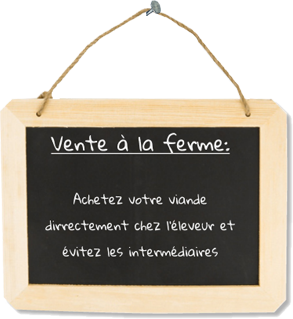 Vente à la ferme:
Achetez votre viande
dirrectement chez l'éleveur et
évitez les intermédiaires